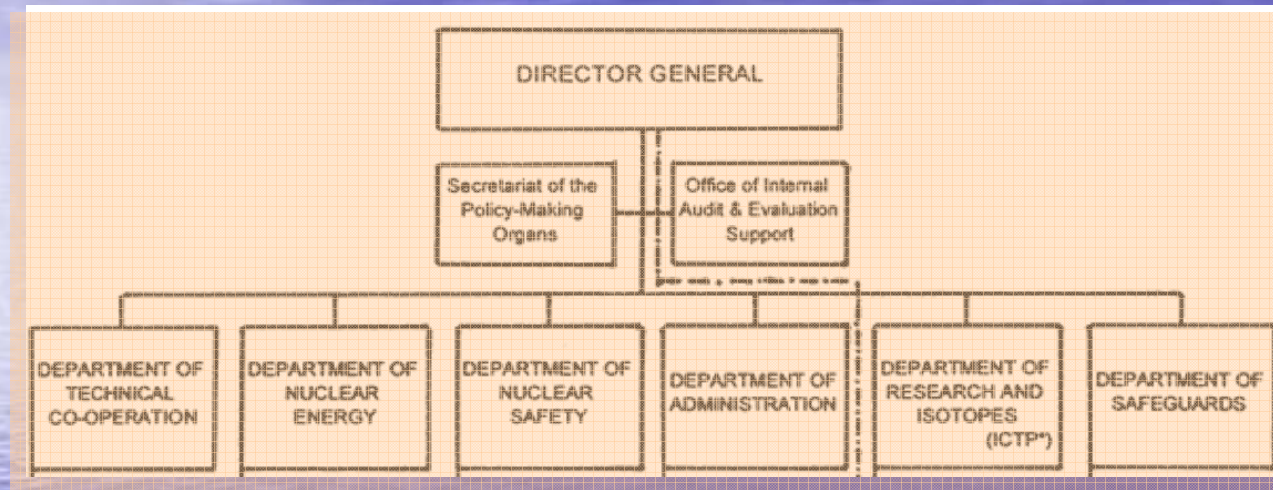 DIRECTOR GENERAL
Secretariat of the
Policy-Making
Organs
Office of Internal
Audit & Evaluation
Support
DEPARTMENT OF
TECHNICAL
CO-OPERATION
DEPARTMENT OF
NUCLEAR
ENERGY
DEPARTMENT OF
NUCLEAR
SAFETY
DEPARTMENT OF
ADMINISTRATION
DEPARTMENT OF
RESEARCH AND
ISOTOPES
(ICTP*)
DEPARTMENT OF
SAFEGUARDS